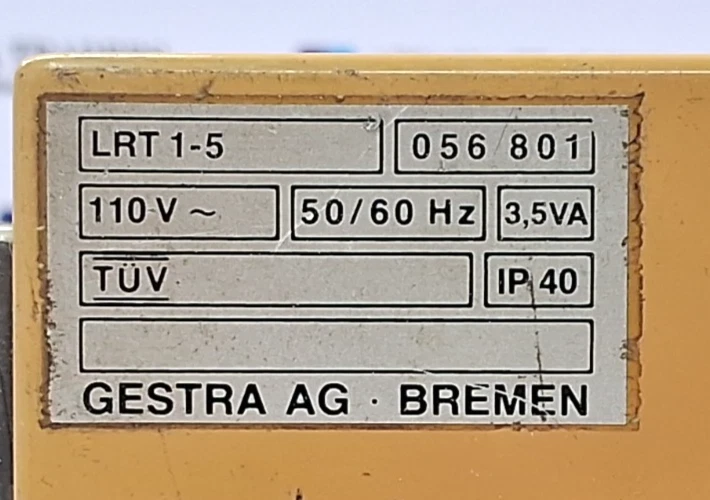 LRT 1-5 056 801
110 V ~ 50/60 Hz 3,5VA
TÜV IP 40
GESTRA AG · BREMEN